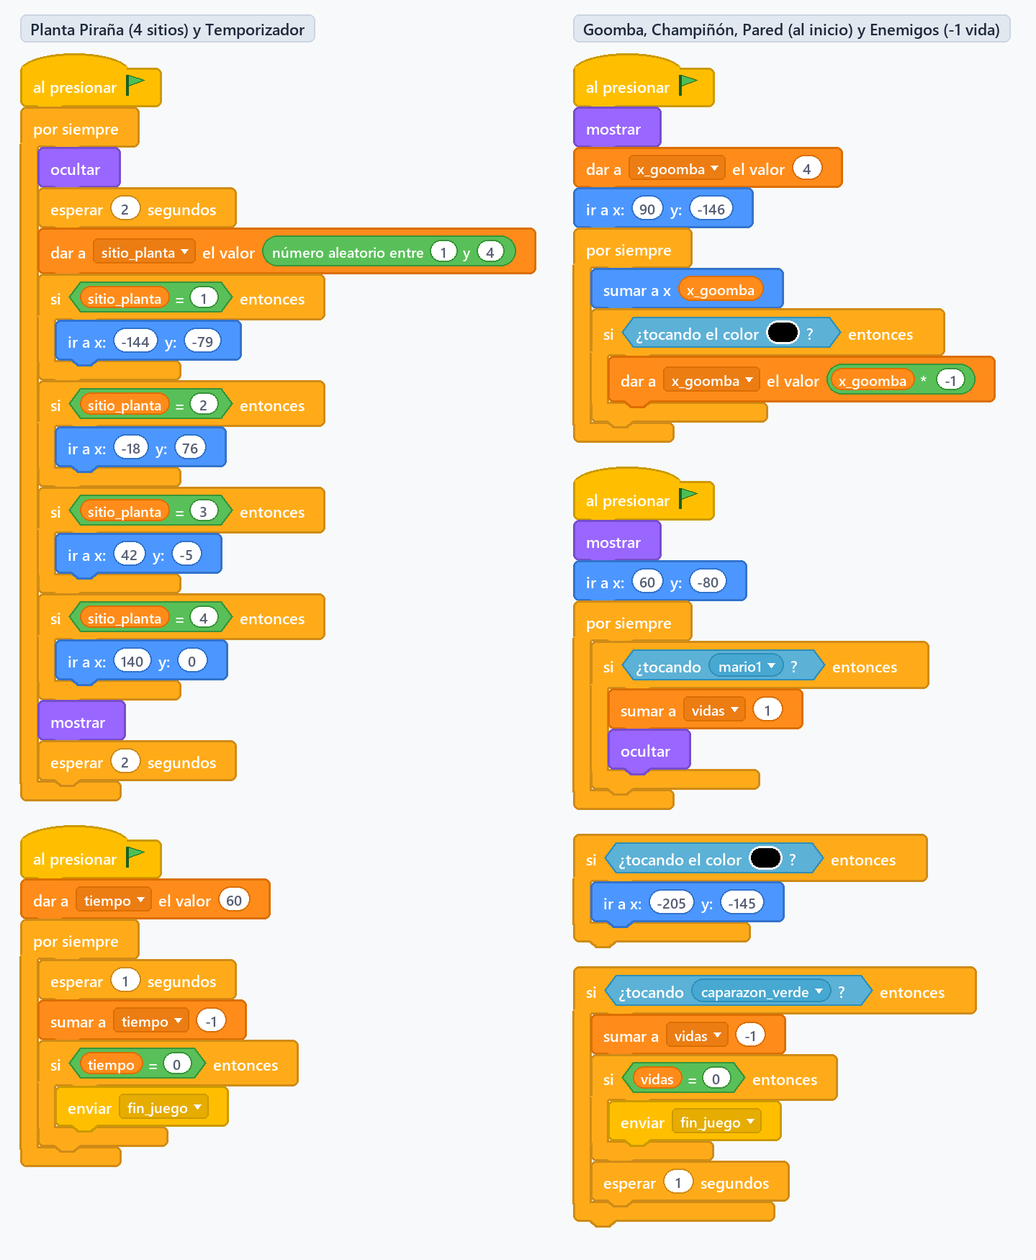 Planta Piraña (4 sitios) y Temporizador
al presionar
por siempre
ocultar
esperar 2 segundos
dar a sitio_planta el valor número aleatorio entre 1 y 4
si sitio_planta = 1 entonces
ir a x: -144 y: -79
si sitio_planta = 2 entonces
ir a x: -18 y: 76
si sitio_planta = 3 entonces
ir a x: 42 y: -5
si sitio_planta = 4 entonces
ir a x: 140 y: 0
mostrar
esperar 2 segundos
al presionar
dar a tiempo el valor 60
por siempre
esperar 1 segundos
sumar a tiempo -1
si tiempo = 0 entonces
enviar fin_juego
Goomba, Champiñón, Pared (al inicio) y Enemigos (-1 vida)
al presionar
mostrar
dar a x_goomba el valor 4
ir a x: 90 y: -146
por siempre
sumar a x x_goomba
si ¿tocando el color ? entonces
dar a x_goomba el valor x_goomba * -1
al presionar
mostrar
ir a x: 60 y: -80
por siempre
si ¿tocando mario1 ? entonces
sumar a vidas 1
ocultar
si ¿tocando el color ? entonces
ir a x: -205 y: -145
si ¿tocando caparazon_verde ? entonces
sumar a vidas -1
si vidas = 0 entonces
enviar fin_juego
esperar 1 segundos